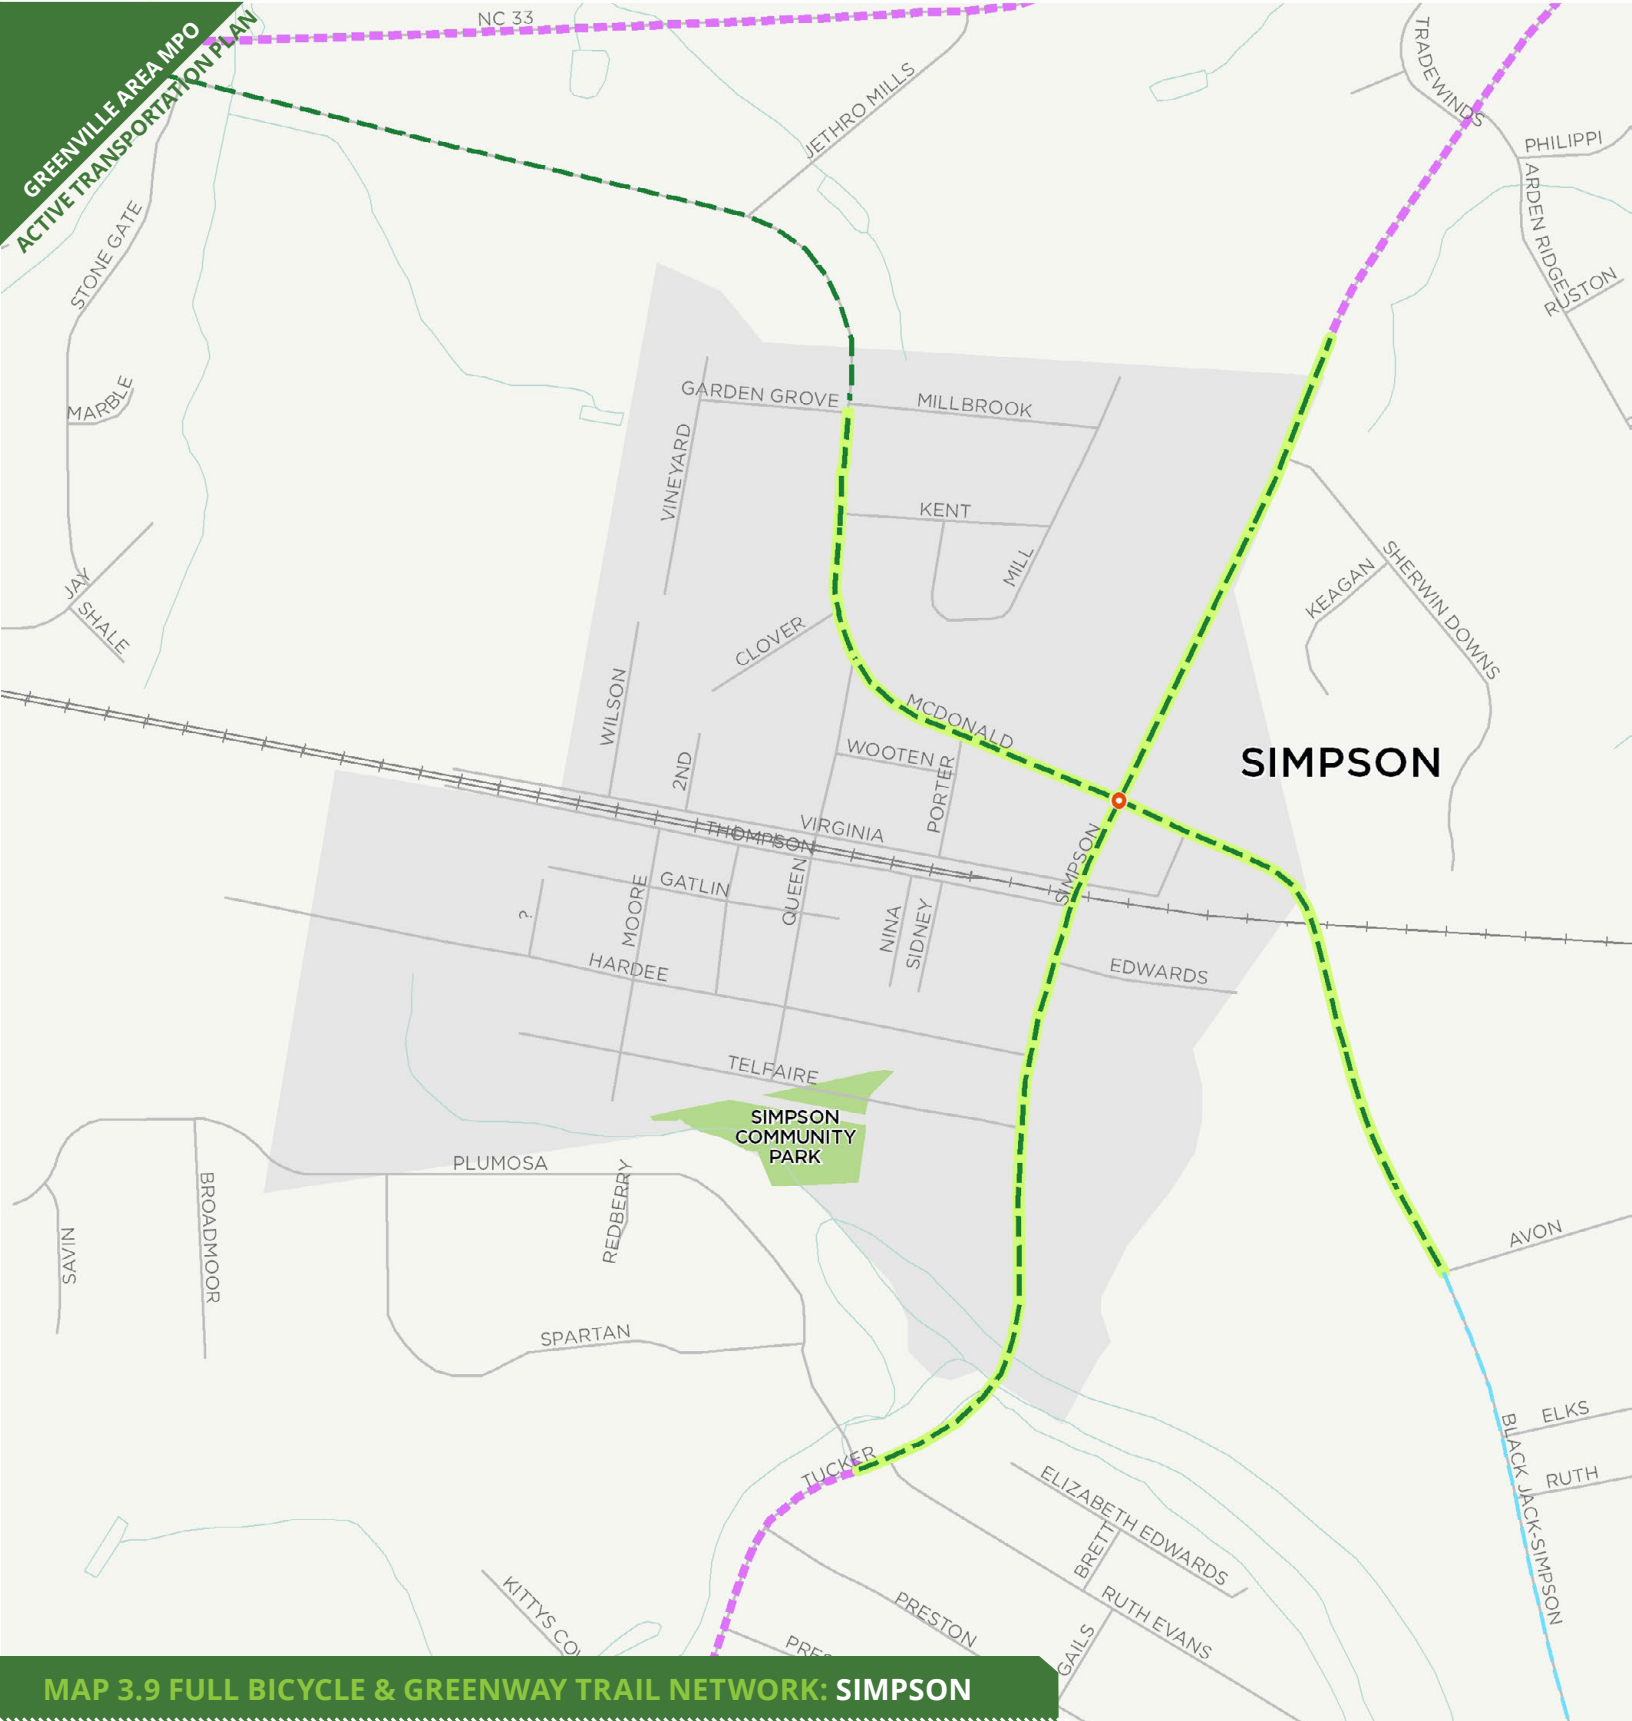 GREENVILLE AREA MPO
ACTIVE TRANSPORTATION PLAN
NC 33
JETHRO MILLS
TRADEWINDS
PHILIPPI
ARDEN RIDGE
RUSTON
STONE GATE
MARBLE
JAY
SHALE
GARDEN GROVE
MILLBROOK
VINEYARD
KENT
MILL
CLOVER
SHERWIN DOWNS
KEAGAN
WILSON
2ND
MCDONALD
WOOTEN
PORTER
SIMPSON
VIRGINIA
THOMPSON
SIMPSON
GATLIN
QUEEN
MOORE
?
NINA
SIDNEY
HARDEE
EDWARDS
TELFAIRE
SIMPSON
COMMUNITY
PARK
PLUMOSA
REDBERRY
BROADMOOR
SAVIN
AVON
SPARTAN
ELKS
BLACK JACK-SIMPSON
RUTH
TUCKER
ELIZABETH EDWARDS
BRETT
RUTH EVANS
KITTYS
PRESTON
GAILS
MAP 3.9 FULL BICYCLE & GREENWAY TRAIL NETWORK: SIMPSON